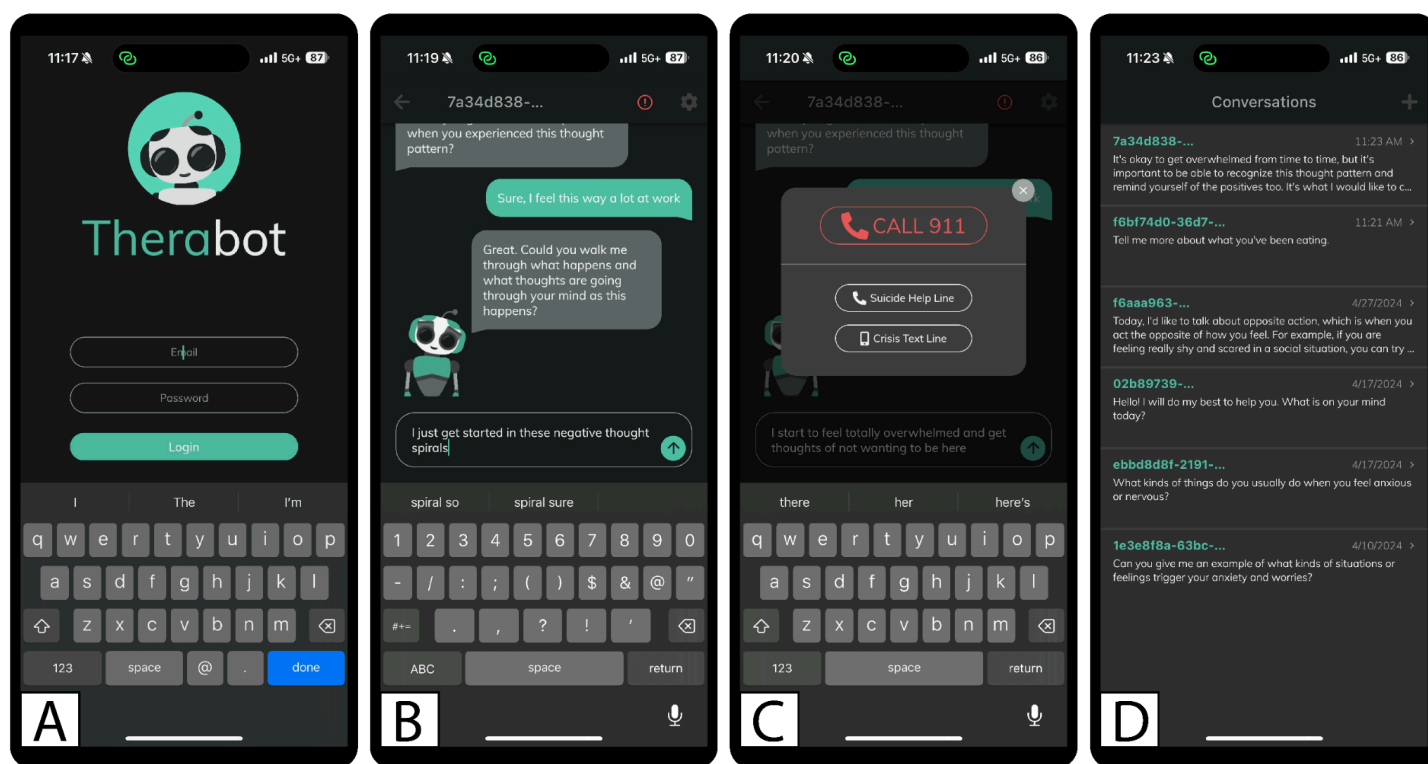 11:17
5G+ 87
Therabot
Email
Password
Login
I The I'm
q w e r t y u i o p
a s d f g h j k l
z x c v b n m
123 space @ . done
A
11:19
5G+ 87
7a34d838-...
when you experienced this thought
pattern?
Sure, I feel this way a lot at work
Great. Could you walk me
through what happens and
what thoughts are going
through your mind as this
happens?
I just get started in these negative thought
spirals
spiral so spiral sure
1 2 3 4 5 6 7 8 9 0
- / : ; ( ) $ & @ "
#+= . , ? ! '
ABC space return
B
11:20
5G+ 86
7a34d838-...
when you experienced this thought
pattern?
CALL 911
Suicide Help Line
Crisis Text Line
I start to feel totally overwhelmed and get
thoughts of not wanting to be here
there her here's
q w e r t y u i o p
a s d f g h j k l
z x c v b n m
123 space return
C
11:23
5G+ 86
Conversations +
7a34d838-... 11:23 AM >
It's okay to get overwhelmed from time to time, but it's
important to be able to recognize this thought pattern and
remind yourself of the positives too. It's what I would like to c...
f6bf74d0-36d7-... 11:21 AM >
Tell me more about what you've been eating.
f6aaa963-... 4/27/2024 >
Today, I'd like to talk about opposite action, which is when you
act the opposite of how you feel. For example, if you are
feeling really shy and scared in a social situation, you can try ...
02b89739-... 4/17/2024 >
Hello! I will do my best to help you. What is on your mind
today?
ebbd8d8f-2191-... 4/17/2024 >
What kinds of things do you usually do when you feel anxious
or nervous?
1e3e8f8a-63bc-... 4/10/2024 >
Can you give me an example of what kinds of situations or
feelings trigger your anxiety and worries?
D